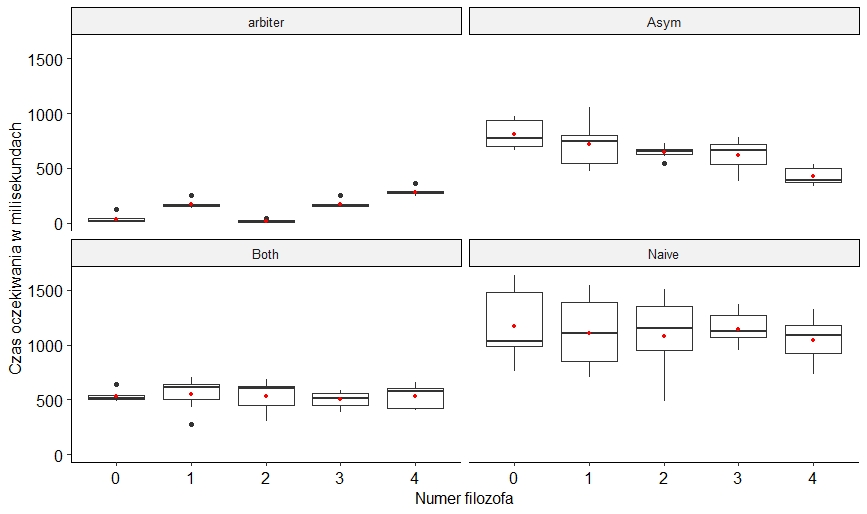 arbiter
Asym
1500
1000
500
0
Both
Naive
1500
1000
500
0
0 1 2 3 4
0 1 2 3 4
Numer filozofa
Czas oczekiwania w milisekundach